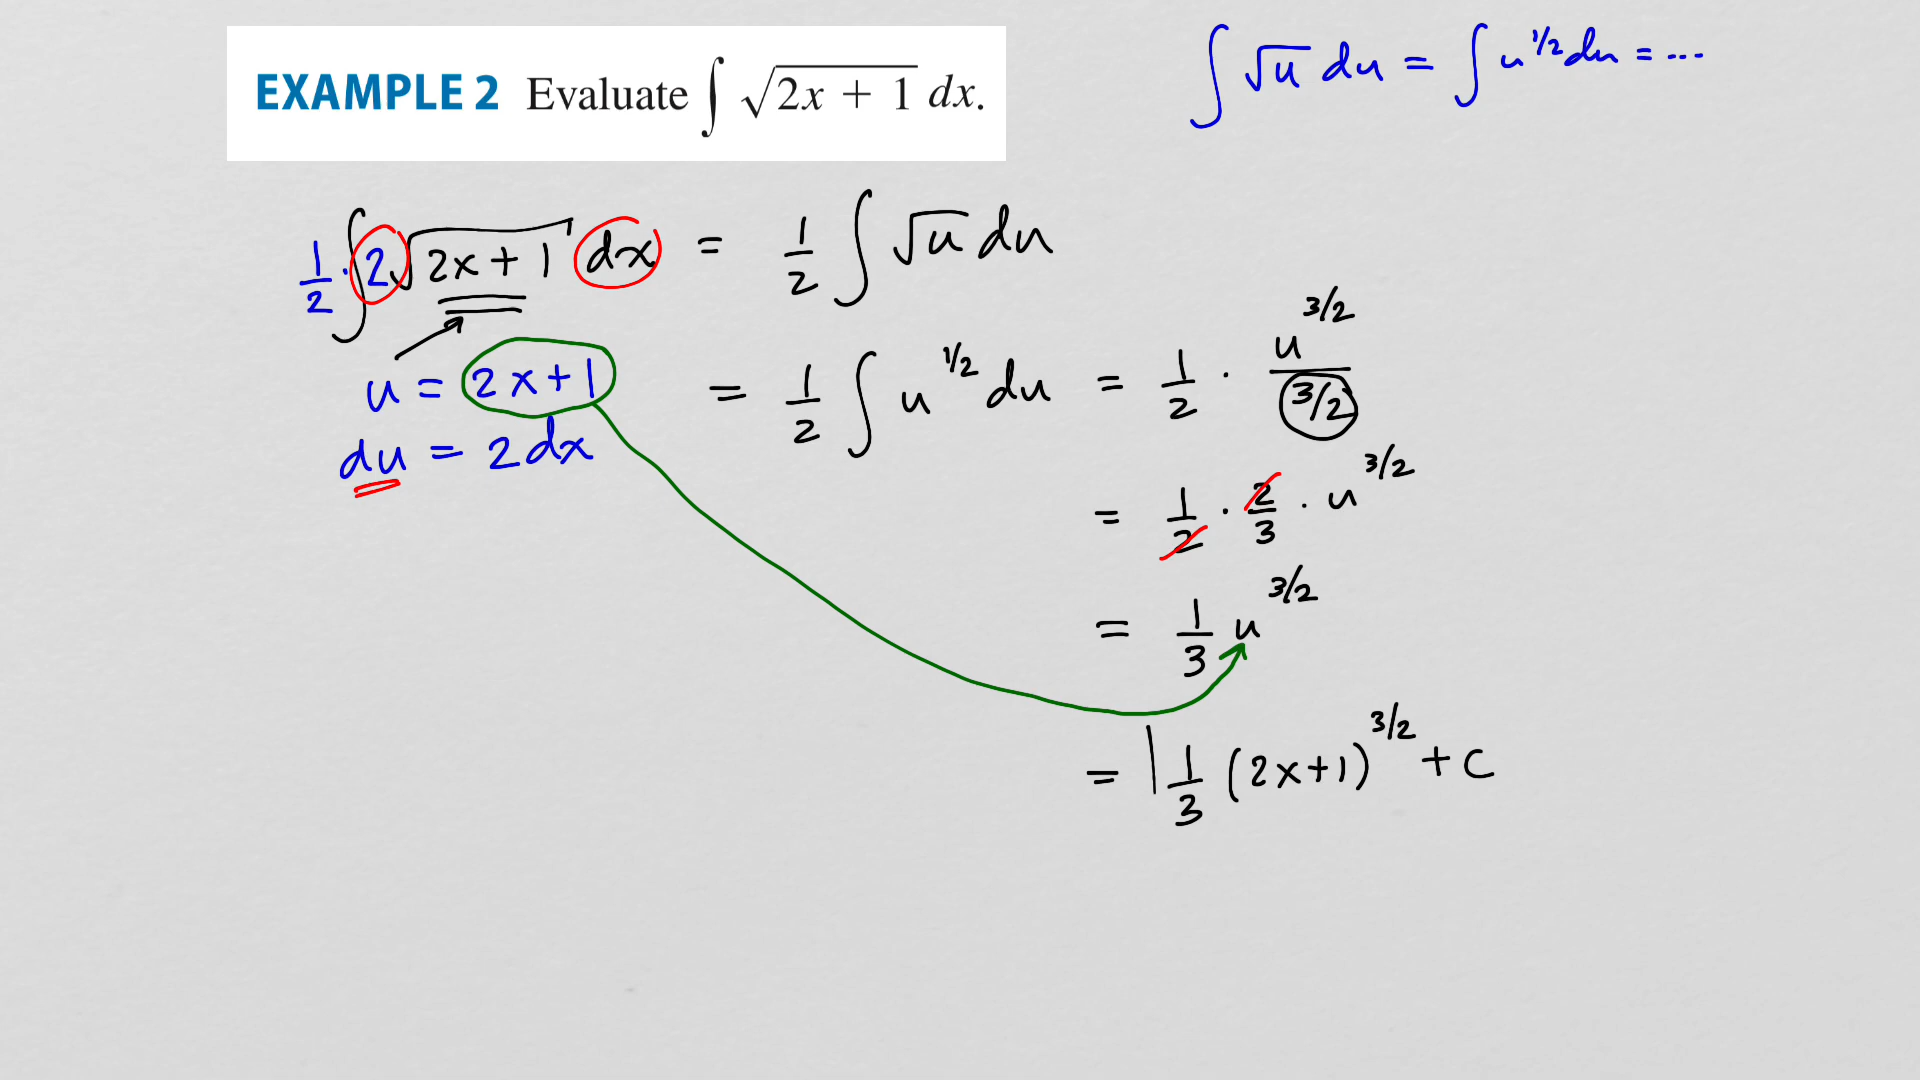 EXAMPLE 2 Evaluate ∫ √(2x + 1) dx.
∫ √u du = ∫ u^(1/2) du = ...
1/2 · ∫ 2 √(2x + 1) dx = 1/2 ∫ √u du
u = 2x+1
du = 2dx
= 1/2 ∫ u^(1/2) du = 1/2 · u^(3/2) / (3/2)
= 1/2 · 2/3 · u^(3/2)
= 1/3 u^(3/2)
= 1/3 (2x+1)^(3/2) + C